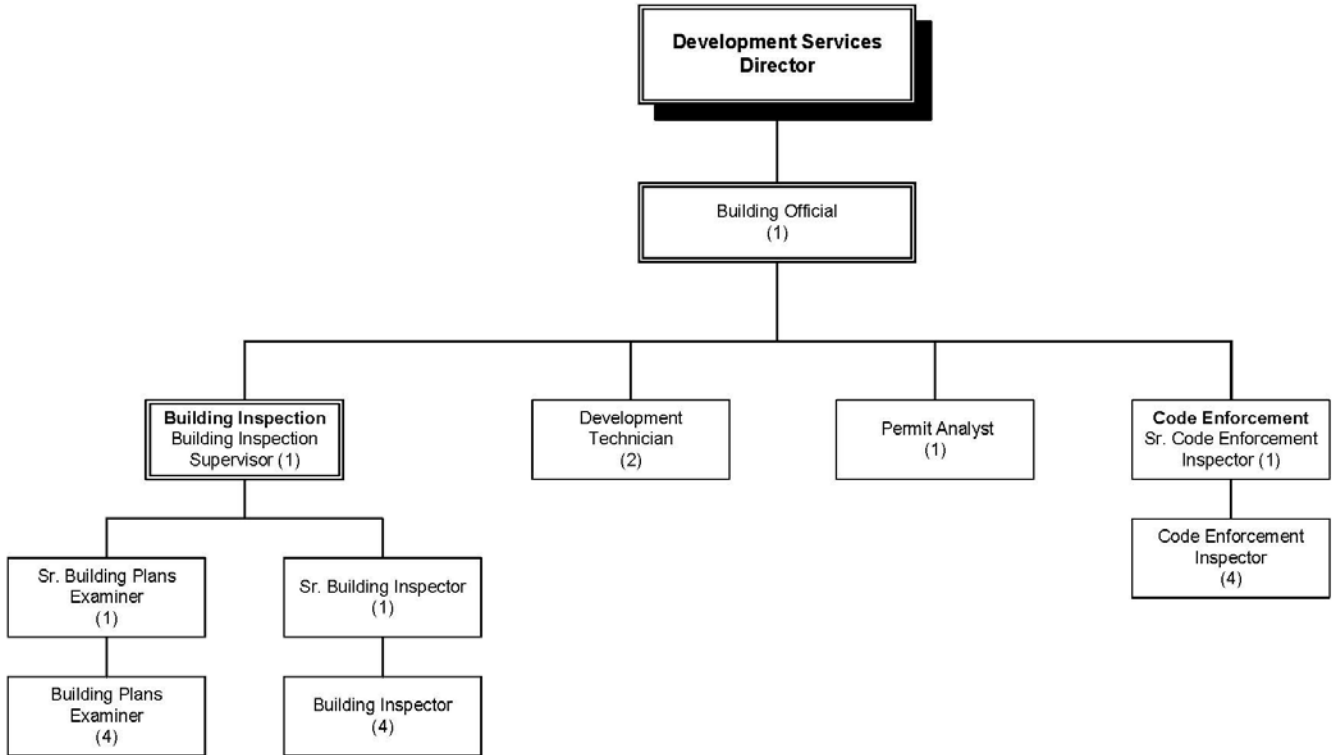 Development Services
Director
Building Official
(1)
Building Inspection
Building Inspection
Supervisor (1)
Development
Technician
(2)
Permit Analyst
(1)
Code Enforcement
Sr. Code Enforcement
Inspector (1)
Sr. Building Plans
Examiner
(1)
Sr. Building Inspector
(1)
Code Enforcement
Inspector
(4)
Building Plans
Examiner
(4)
Building Inspector
(4)